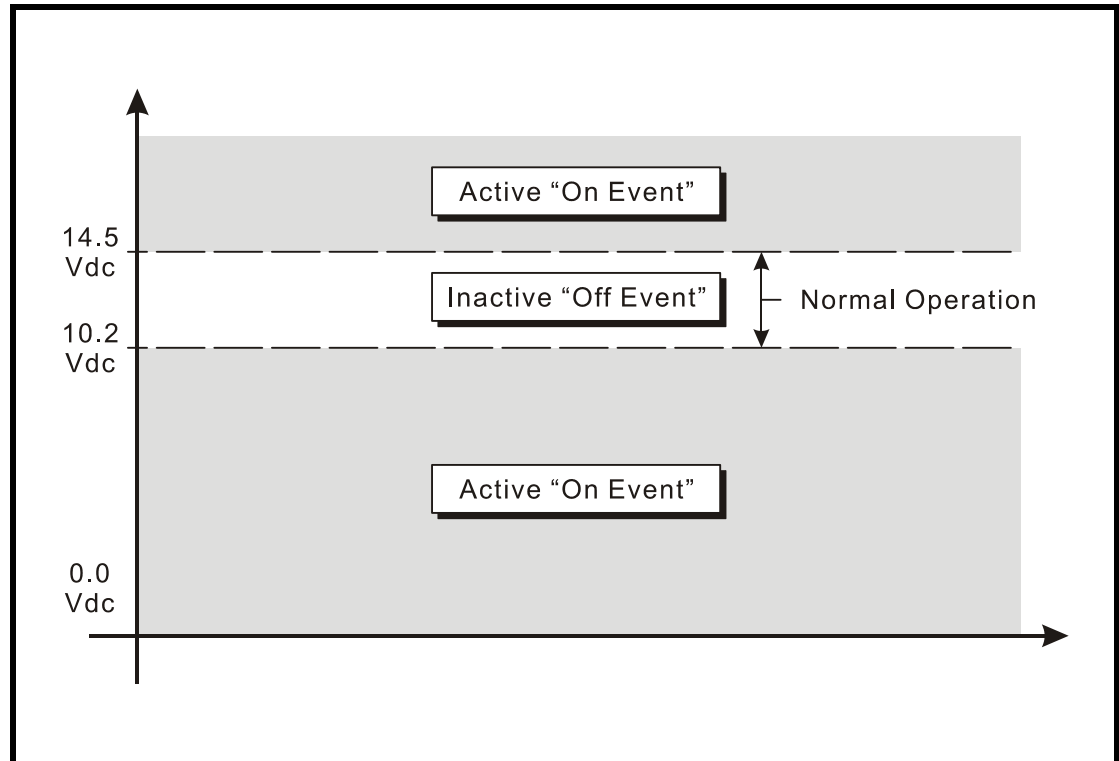 Active “On Event”
14.5
Vdc
Inactive “Off Event”
Normal Operation
10.2
Vdc
Active “On Event”
0.0
Vdc